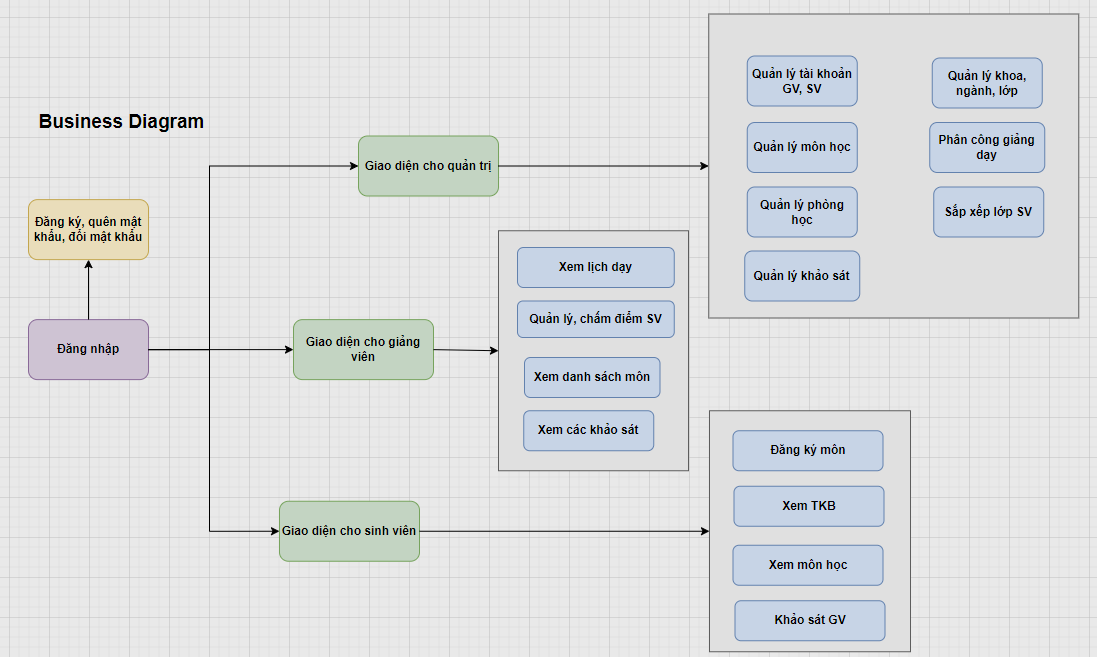 Business Diagram
Đăng ký, quên mật
khẩu, đổi mật khẩu
Đăng nhập
Giao diện cho quản trị
Quản lý tài khoản
GV, SV
Quản lý khoa,
ngành, lớp
Quản lý môn học
Phân công giảng
dạy
Quản lý phòng
học
Sắp xếp lớp SV
Quản lý khảo sát
Giao diện cho giảng
viên
Xem lịch dạy
Quản lý, chấm điểm SV
Xem danh sách môn
Xem các khảo sát
Giao diện cho sinh viên
Đăng ký môn
Xem TKB
Xem môn học
Khảo sát GV